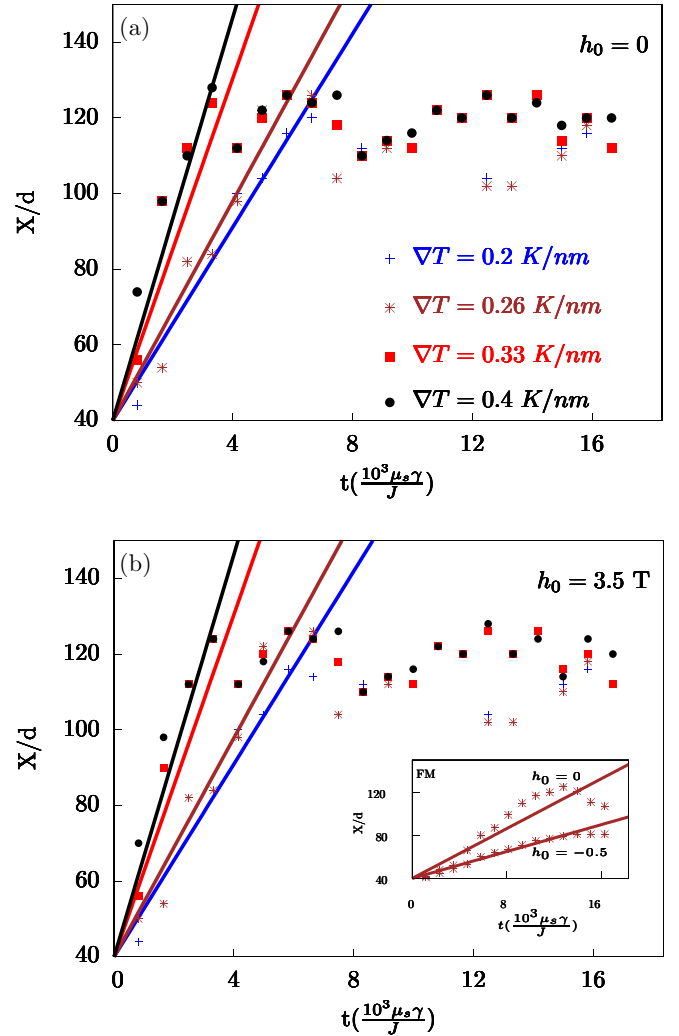 (a)
h₀ = 0
140
120
100
80
60
40
X/d
∇T = 0.2 K/nm
∇T = 0.26 K/nm
∇T = 0.33 K/nm
∇T = 0.4 K/nm
0 4 8 12 16
t(10³μₛγ/J)
(b)
h₀ = 3.5 T
140
120
100
80
60
40
X/d
FM
h₀ = 0
120
80
40
X/d
h₀ = −0.5
0 8 16
t(10³μₛγ/J)
0 4 8 12 16
t(10³μₛγ/J)